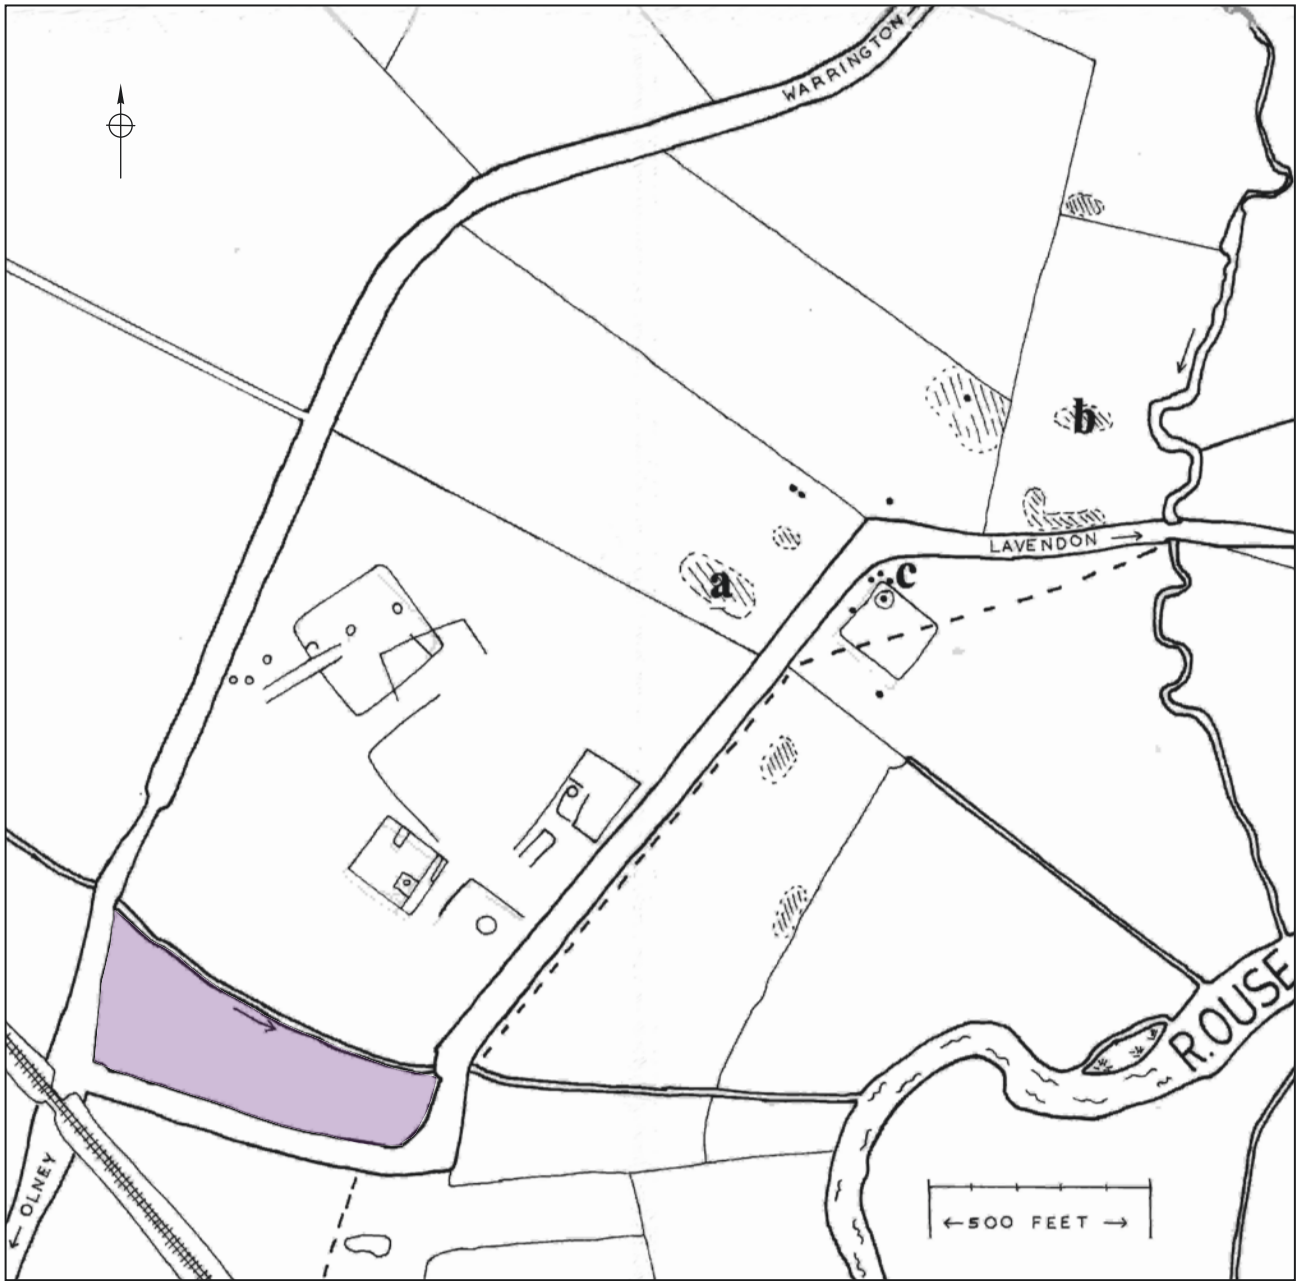 WARRINGTON
b
a
LAVENDON →
c
R.OUSE
← OLNEY
←500 FEET→